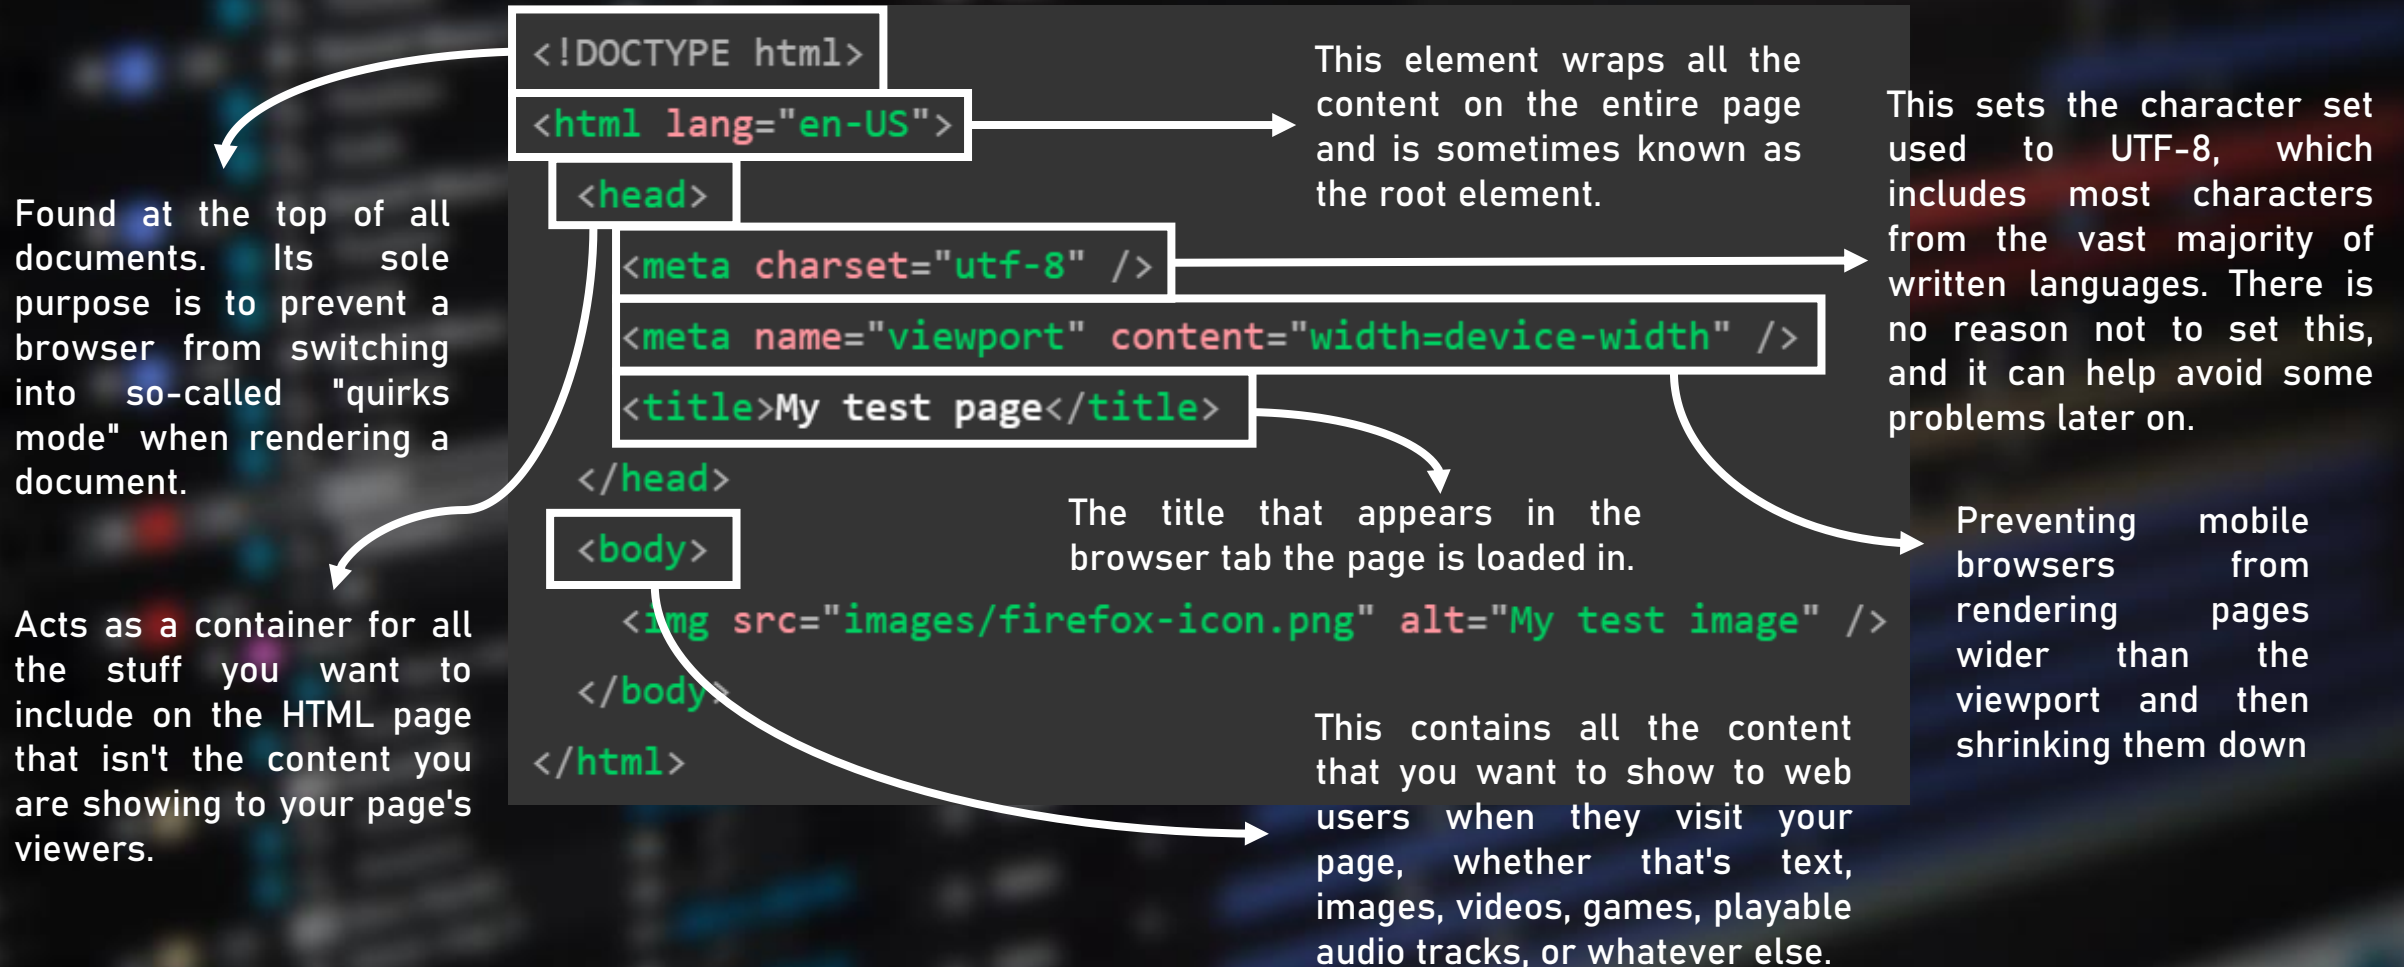 <!DOCTYPE html>
<html lang="en-US">
<head>
<meta charset="utf-8" />
<meta name="viewport" content="width=device-width" />
<title>My test page</title>
</head>
<body>
<img src="images/firefox-icon.png" alt="My test image" />
</body>
</html>
Found at the top of all
documents. Its sole
purpose is to prevent a
browser from switching
into so-called "quirks
mode" when rendering a
document.
Acts as a container for all
the stuff you want to
include on the HTML page
that isn't the content you
are showing to your page's
viewers.
This element wraps all the
content on the entire page
and is sometimes known as
the root element.
The title that appears in the
browser tab the page is loaded in.
This contains all the content
that you want to show to web
users when they visit your
page, whether that's text,
images, videos, games, playable
audio tracks, or whatever else.
This sets the character set
used to UTF-8, which
includes most characters
from the vast majority of
written languages. There is
no reason not to set this,
and it can help avoid some
problems later on.
Preventing mobile
browsers from
rendering pages
wider than the
viewport and then
shrinking them down